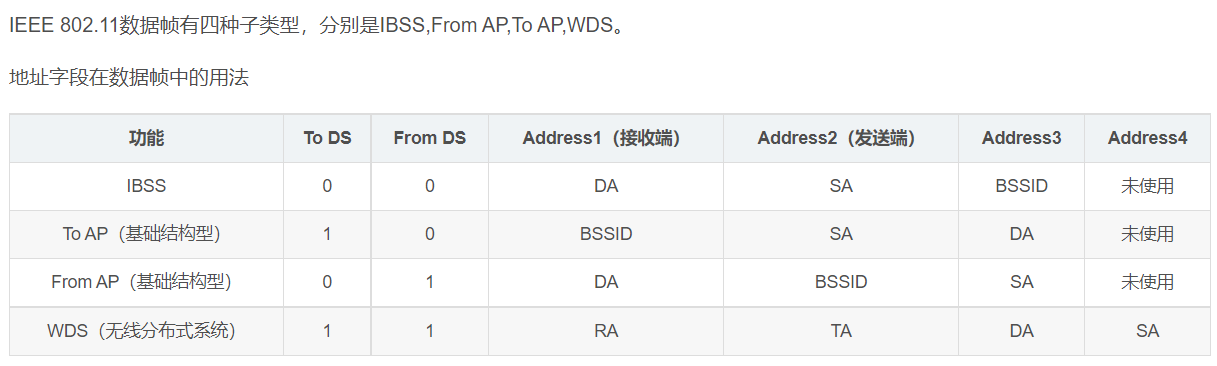 IEEE 802.11数据帧有四种子类型，分别是IBSS,From AP,To AP,WDS。
地址字段在数据帧中的用法
功能 To DS From DS Address1（接收端） Address2（发送端） Address3 Address4
IBSS 0 0 DA SA BSSID 未使用
To AP（基础结构型） 1 0 BSSID SA DA 未使用
From AP（基础结构型） 0 1 DA BSSID SA 未使用
WDS（无线分布式系统） 1 1 RA TA DA SA